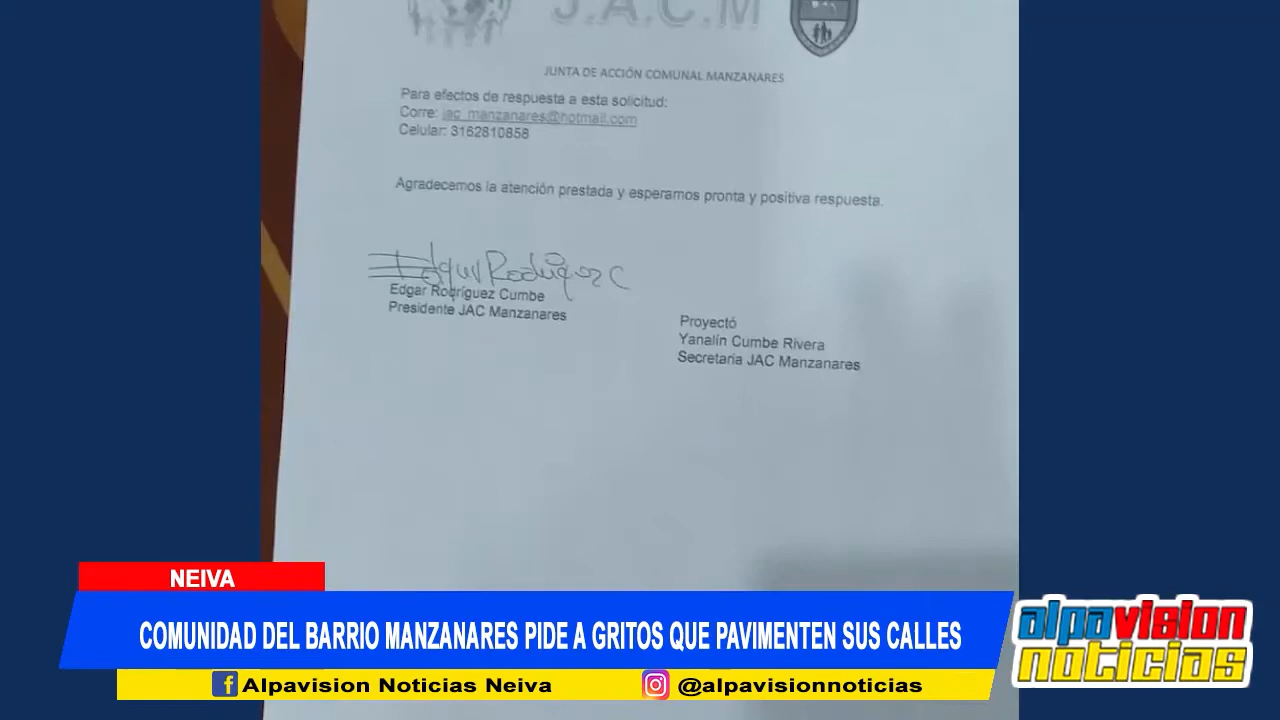 J.A.C.M
JUNTA DE ACCIÓN COMUNAL MANZANARES
Para efectos de respuesta a esta solicitud:
Corre: jac_manzanares@hotmail.com
Celular: 3162810858
Agradecemos la atención prestada y esperamos pronta y positiva respuesta.
Edgar Rodriguez C
Edgar Rodríguez Cumbe
Presidente JAC Manzanares
Proyectó
Yanalín Cumbe Rivera
Secretaria JAC Manzanares
NEIVA
COMUNIDAD DEL BARRIO MANZANARES PIDE A GRITOS QUE PAVIMENTEN SUS CALLES
Alpavision Noticias Neiva
@alpavisionnoticias
alpavision
noticias